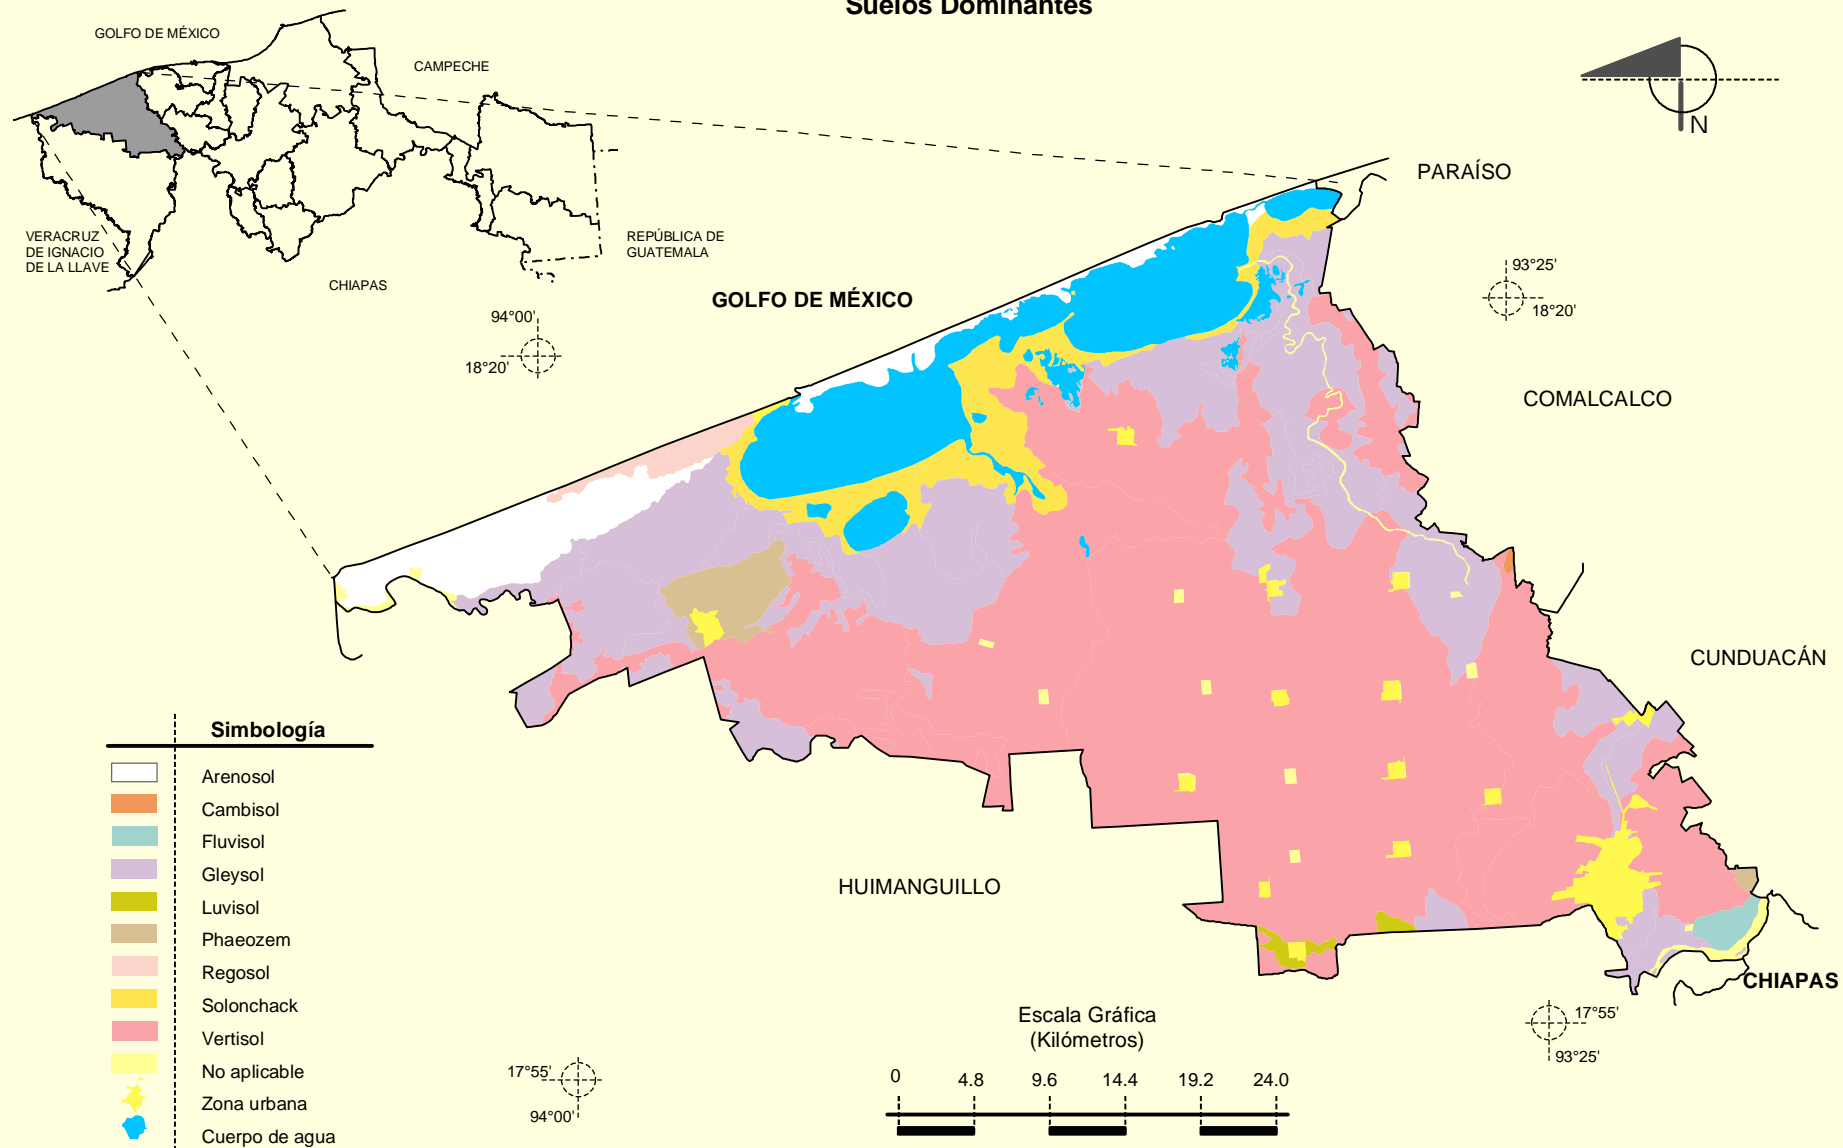 Suelos Dominantes
GOLFO DE MÉXICO
CAMPECHE
VERACRUZ
DE IGNACIO
DE LA LLAVE
CHIAPAS
REPÚBLICA DE
GUATEMALA
N
PARAÍSO
GOLFO DE MÉXICO
94°00'
18°20'
93°25'
18°20'
COMALCALCO
CUNDUACÁN
HUIMANGUILLO
CHIAPAS
Simbología
Arenosol
Cambisol
Fluvisol
Gleysol
Luvisol
Phaeozem
Regosol
Solonchack
Vertisol
No aplicable
Zona urbana
Cuerpo de agua
17°55'
94°00'
Escala Gráfica
(Kilómetros)
0 4.8 9.6 14.4 19.2 24.0
17°55'
93°25'